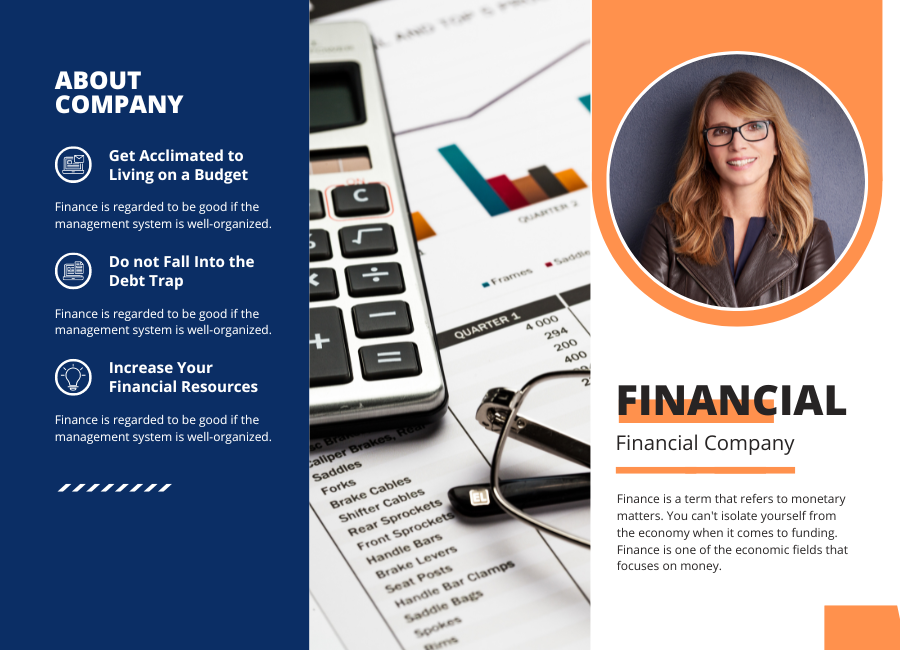 ABOUT
COMPANY
Get Acclimated to
Living on a Budget
Finance is regarded to be good if the
management system is well-organized.
Do not Fall Into the
Debt Trap
Finance is regarded to be good if the
management system is well-organized.
Increase Your
Financial Resources
Finance is regarded to be good if the
management system is well-organized.
AND TOP 5 
ON
C
√
÷
−
+
=
QUARTER 2
Frames
Saddle
QUARTER 1
4 000
294
200
400
Caliper Brakes, Rear
Saddles
Forks
Brake Cables
Shifter Cables
Rear Sprockets
Front Sprockets
Handle Bars
Brake Levers
Seat Posts
Handle Bar Clamps
Saddle Bags
Spokes
Rims
EL
FINANCIAL
Financial Company
Finance is a term that refers to monetary
matters. You can't isolate yourself from
the economy when it comes to funding.
Finance is one of the economic fields that
focuses on money.